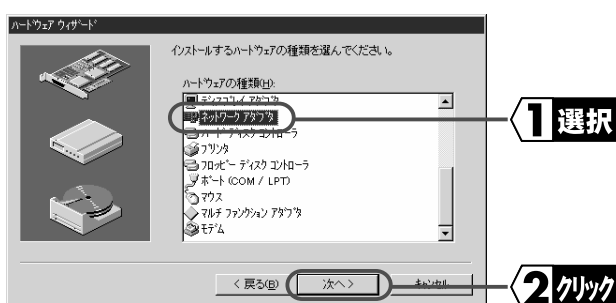 ハードウェア ウィザード
インストールするハードウェアの種類を選んでください。
ハードウェアの種類(H):
ディスプレイ アダプタ
ネットワーク アダプタ
ハード ディスク コントローラ
プリンタ
フロッピー ディスク コントローラ
ポート (COM / LPT)
マウス
マルチ ファンクション アダプタ
モデム
1 選択
< 戻る(B)
次へ >
キャンセル
2 クリック